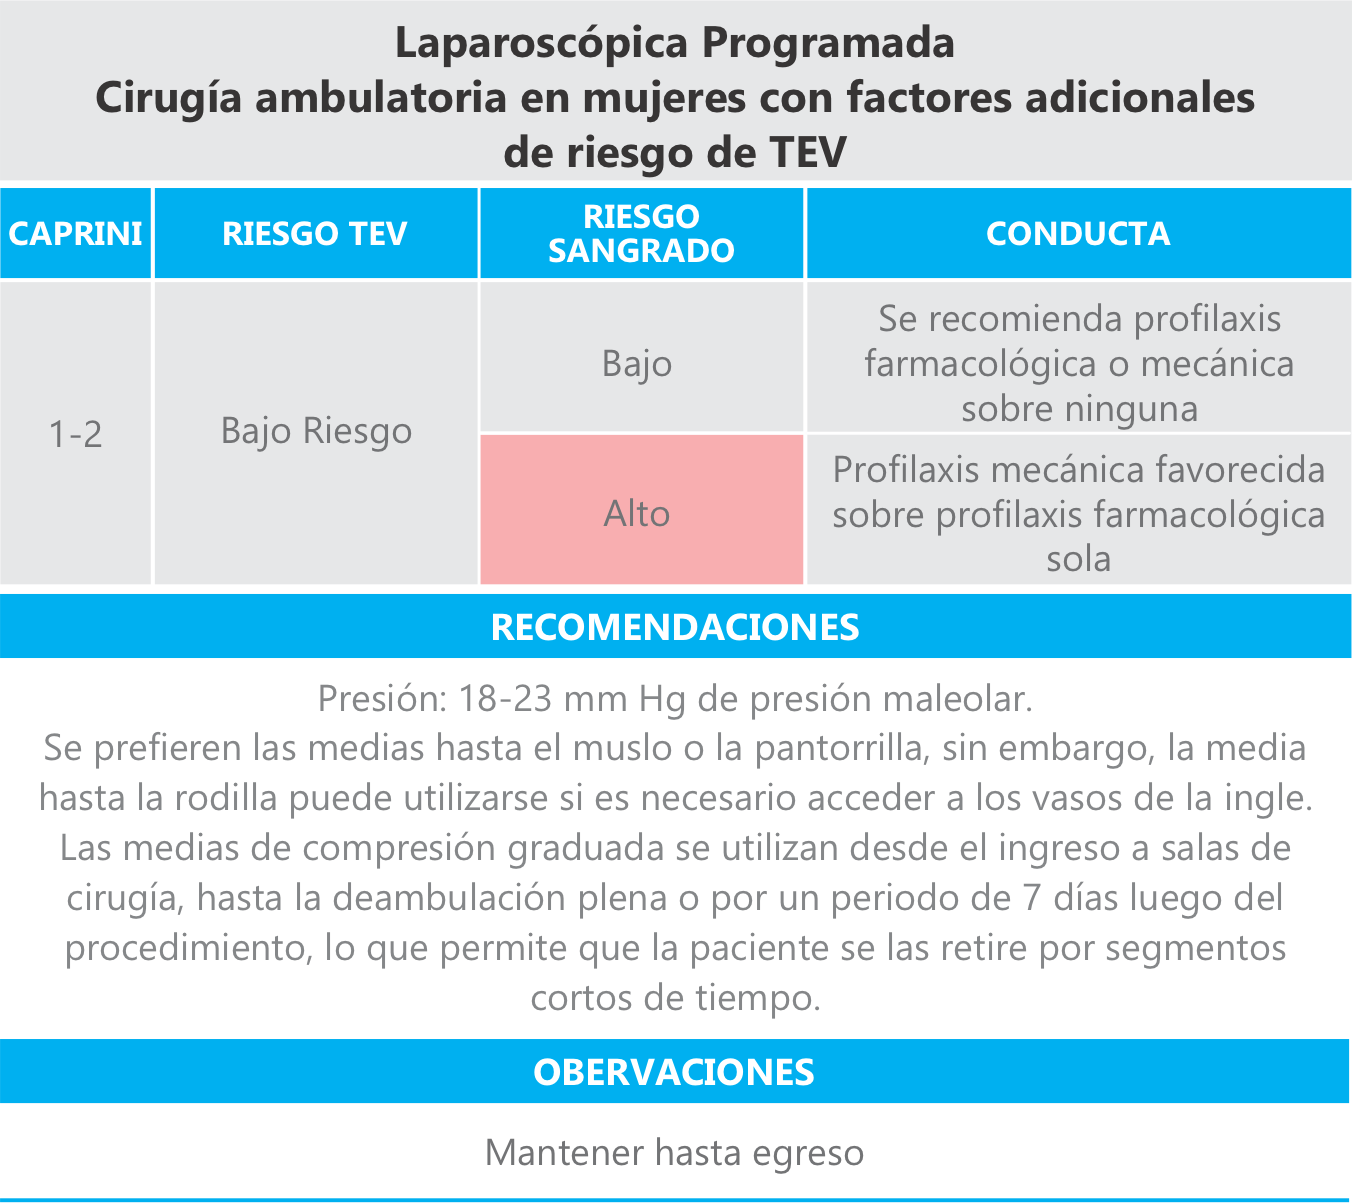 Laparoscópica Programada
Cirugía ambulatoria en mujeres con factores adicionales
de riesgo de TEV
CAPRINI
RIESGO TEV
RIESGO
SANGRADO
CONDUCTA
1-2
Bajo Riesgo
Bajo
Se recomienda profilaxis
farmacológica o mecánica
sobre ninguna
Alto
Profilaxis mecánica favorecida
sobre profilaxis farmacológica
sola
RECOMENDACIONES
Presión: 18-23 mm Hg de presión maleolar.
Se prefieren las medias hasta el muslo o la pantorrilla, sin embargo, la media
hasta la rodilla puede utilizarse si es necesario acceder a los vasos de la ingle.
Las medias de compresión graduada se utilizan desde el ingreso a salas de
cirugía, hasta la deambulación plena o por un periodo de 7 días luego del
procedimiento, lo que permite que la paciente se las retire por segmentos
cortos de tiempo.
OBERVACIONES
Mantener hasta egreso